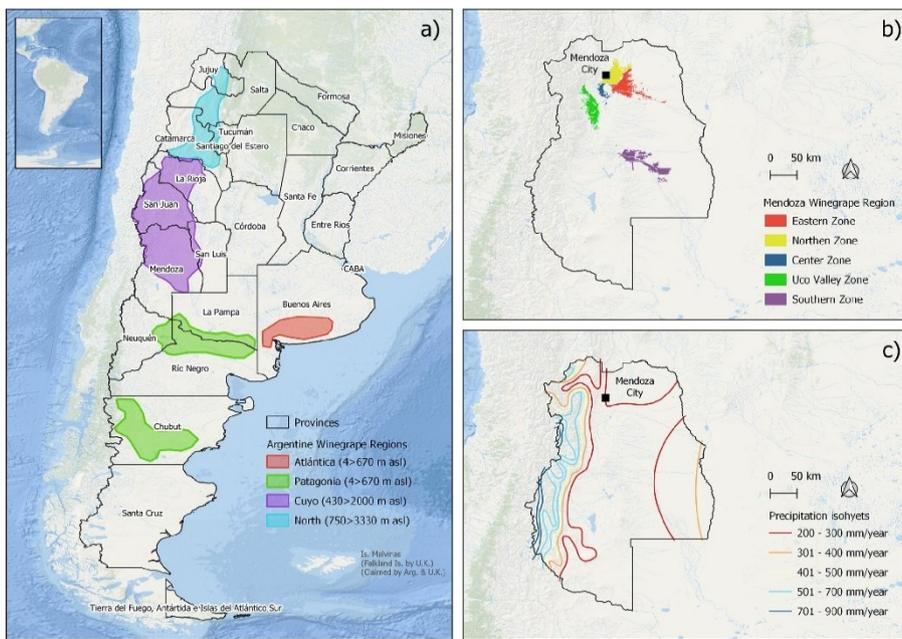 a)
Jujuy
Salta
Formosa
Tucumán
Chaco
Misiones
Catamarca
Santiago del Estero
Corrientes
La Rioja
Santa Fe
San Juan
Córdoba
Entre Ríos
San Luis
Mendoza
CABA
Buenos Aires
La Pampa
Neuquén
Río Negro
Chubut
Santa Cruz
Tierra del Fuego, Antártida e Islas del Atlántico Sur
Provinces
Argentine Winegrape Regions
Atlántica (4>670 m asl)
Patagonia (4>670 m asl)
Cuyo (430>2000 m asl)
North (750>3330 m asl)
Is. Malvinas
(Falkland Is. by U.K.)
(Claimed by Arg. & U.K.)
b)
Mendoza
City
0 50 km
Mendoza Winegrape Region
Eastern Zone
Northen Zone
Center Zone
Uco Valley Zone
Southern Zone
c)
Mendoza
City
0 50 km
Precipitation isohyets
200 - 300 mm/year
301 - 400 mm/year
401 - 500 mm/year
501 - 700 mm/year
701 - 900 mm/year